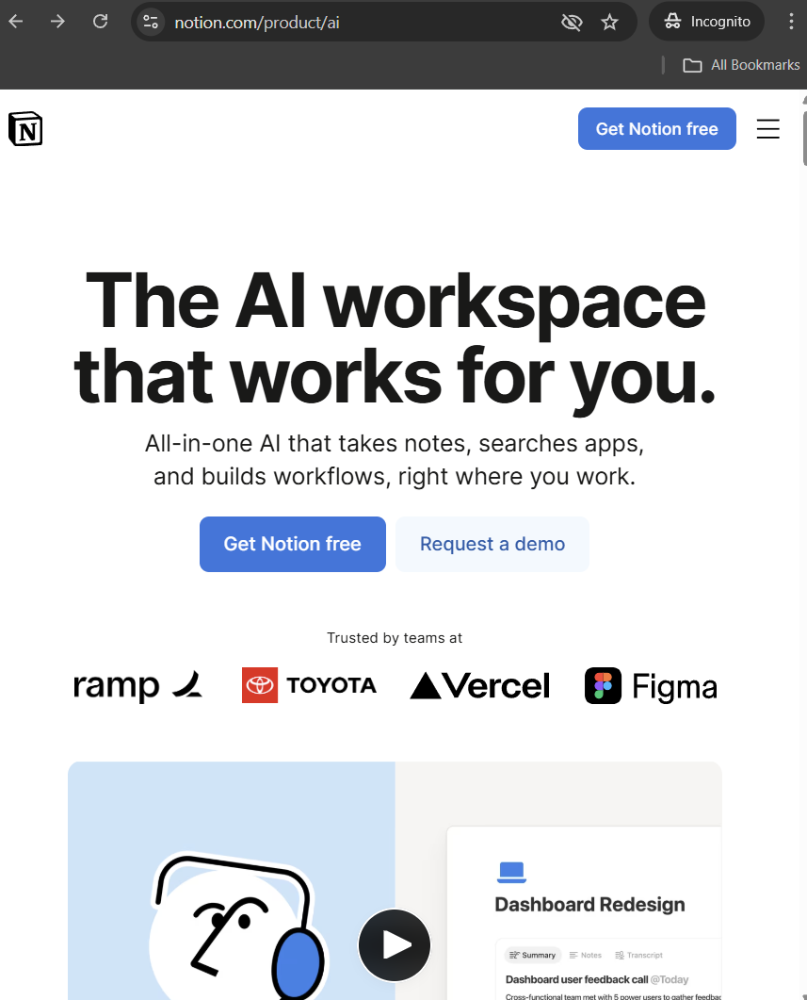 notion.com/product/ai
Incognito
All Bookmarks
N
Get Notion free
The AI workspace
that works for you.
All-in-one AI that takes notes, searches apps,
and builds workflows, right where you work.
Get Notion free
Request a demo
Trusted by teams at
ramp
TOYOTA
Vercel
Figma
Dashboard Redesign
Summary
Notes
Transcript
Dashboard user feedback call @Today
Cross-functional team met with 5 power users to gather feedback